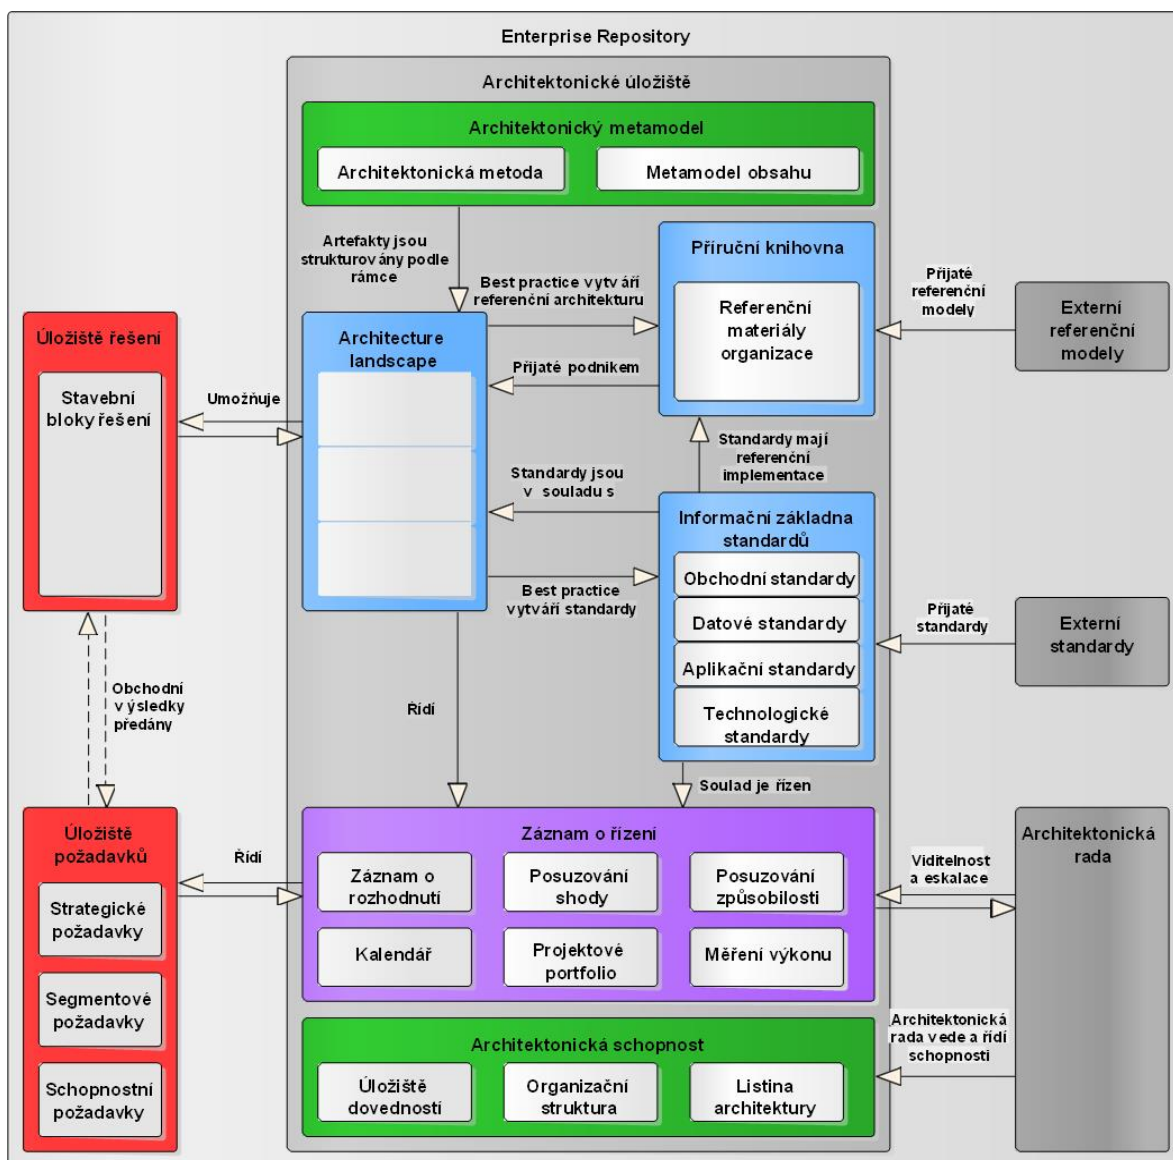 Enterprise Repository
Architektonické úložiště
Architektonický metamodel
Architektonická metoda
Metamodel obsahu
Artefakty jsou
strukturovány podle
rámce
Best practice vytváří
referenční architekturu
Příruční knihovna
Referenční
materiály
organizace
Přijaté
referenční
modely
Externí
referenční
modely
Úložiště řešení
Stavební
bloky řešení
Umožňuje
Architecture
landscape
Přijaté podnikem
Standardy mají
referenční
implementace
Standardy jsou
v souladu s
Informační základna
standardů
Obchodní standardy
Datové standardy
Aplikační standardy
Technologické
standardy
Best practice
vytváří standardy
Přijaté
standardy
Externí
standardy
Obchodní
výsledky
předány
Řídí
Soulad je řízen
Úložiště
požadavků
Strategické
požadavky
Segmentové
požadavky
Schopnostní
požadavky
Řídí
Záznam o řízení
Záznam o
rozhodnutí
Posuzování
shody
Posuzování
způsobilosti
Kalendář
Projektové
portfolio
Měření výkonu
Viditelnost
a eskalace
Architektonická
rada
Architektonická
rada vede a řídí
schopnosti
Architektonická schopnost
Úložiště
dovedností
Organizační
struktura
Listina
architektury